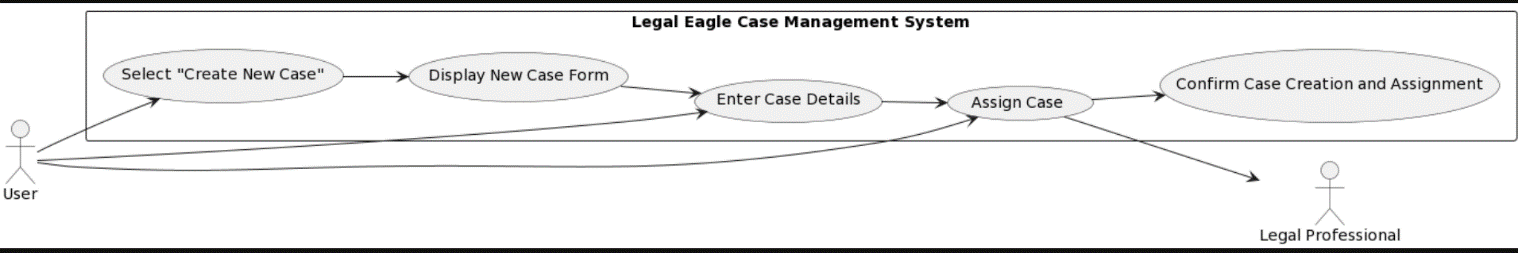 Legal Eagle Case Management System
Select "Create New Case"
Display New Case Form
Enter Case Details
Assign Case
Confirm Case Creation and Assignment
User
Legal Professional